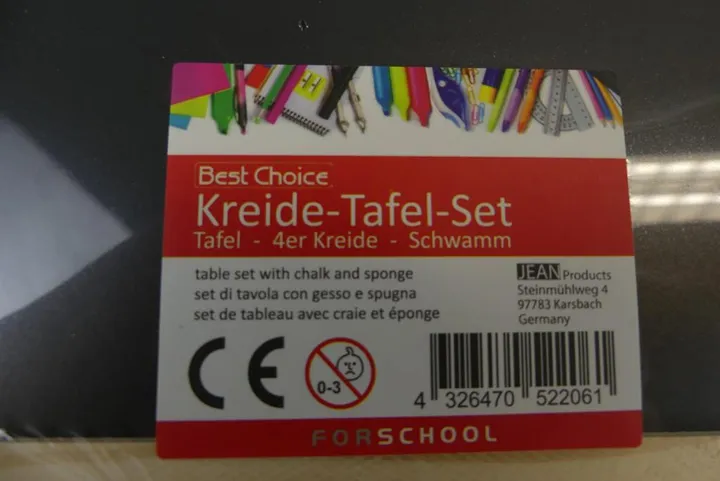 Best Choice
Kreide-Tafel-Set
Tafel - 4er Kreide - Schwamm
table set with chalk and sponge
set di tavola con gesso e spugna
set de tableau avec craie et éponge
JEAN Products
Steinmühlweg 4
97783 Karsbach
Germany
CE
0-3
4 326470 522061
FORSCHOOL